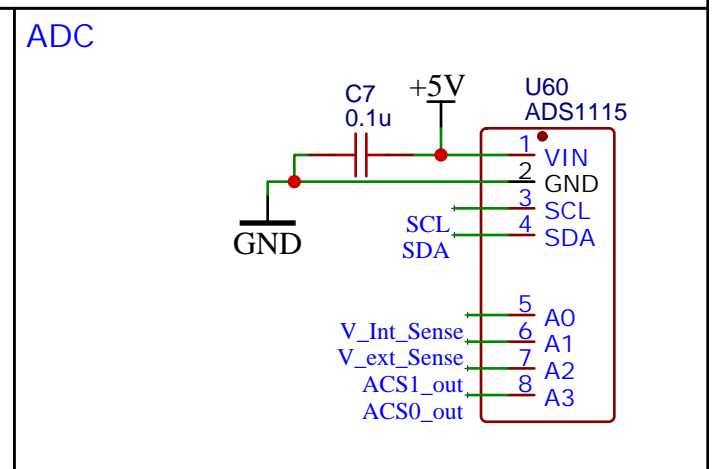 ADC
C7
0.1u
+5V
U60
ADS1115
1 VIN
2 GND
3 SCL
4 SDA
SCL
SDA
GND
5 A0
6 A1
7 A2
8 A3
V_Int_Sense
V_ext_Sense
ACS1_out
ACS0_out